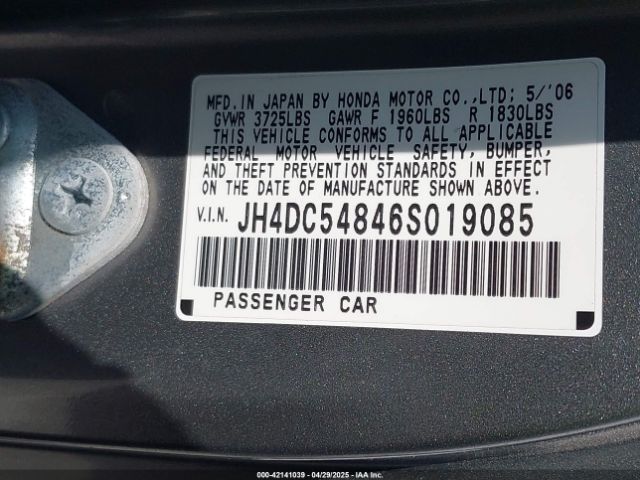 MFD.IN JAPAN BY HONDA MOTOR CO.,LTD; 5/'06
GVWR 3725LBS GAWR F 1960LBS R 1830LBS
THIS VEHICLE CONFORMS TO ALL APPLICABLE
FEDERAL MOTOR VEHICLE SAFETY, BUMPER,
AND THEFT PREVENTION STANDARDS IN EFFECT
ON THE DATE OF MANUFACTURE SHOWN ABOVE.
V.I.N. JH4DC54846S019085
PASSENGER CAR
000-42141039 - 04/29/2025 - IAAI.COM